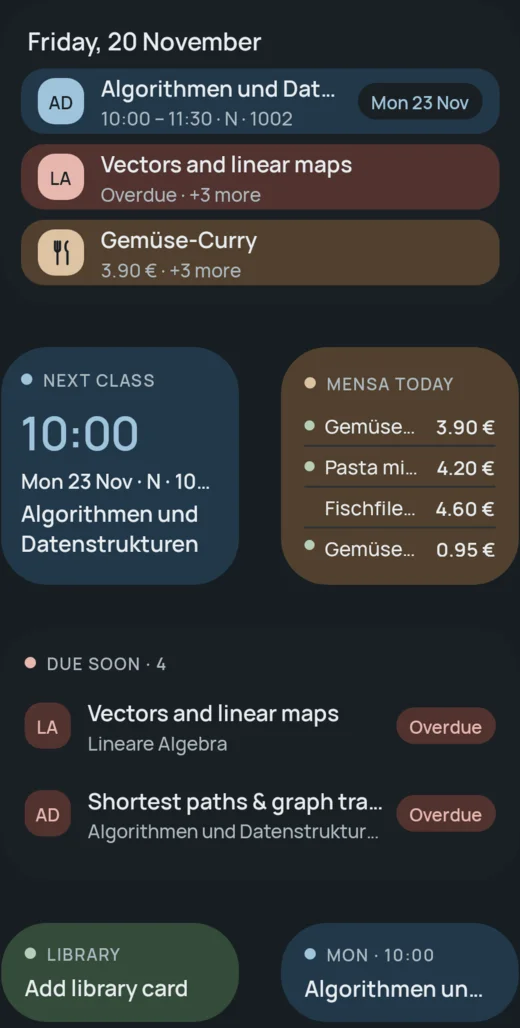 Friday, 20 November
AD
Algorithmen und Dat...
10:00 – 11:30 · N · 1002
Mon 23 Nov
LA
Vectors and linear maps
Overdue · +3 more
Gemüse-Curry
3.90 € · +3 more
NEXT CLASS
10:00
Mon 23 Nov · N · 10...
Algorithmen und
Datenstrukturen
MENSA TODAY
Gemüse... 3.90 €
Pasta mi... 4.20 €
Fischfile... 4.60 €
Gemüse... 0.95 €
DUE SOON · 4
LA
Vectors and linear maps
Lineare Algebra
Overdue
AD
Shortest paths & graph tra...
Algorithmen und Datenstruktur...
Overdue
LIBRARY
Add library card
MON · 10:00
Algorithmen un...